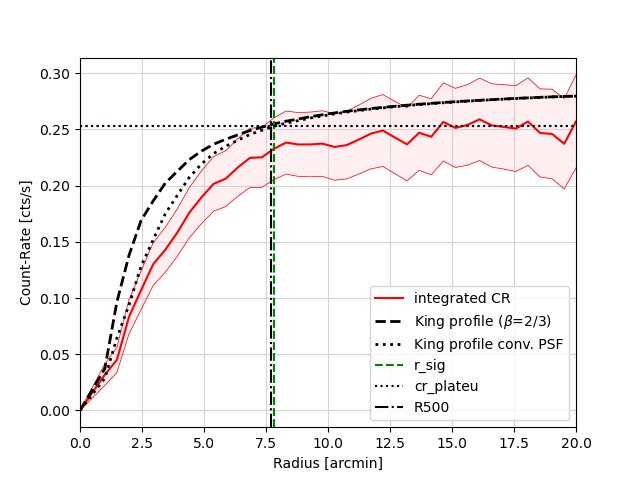 0.30
0.25
0.20
0.15
0.10
0.05
0.00
Count-Rate [cts/s]
integrated CR
King profile (β=2/3)
King profile conv. PSF
r_sig
cr_plateu
R500
0.0 2.5 5.0 7.5 10.0 12.5 15.0 17.5 20.0
Radius [arcmin]